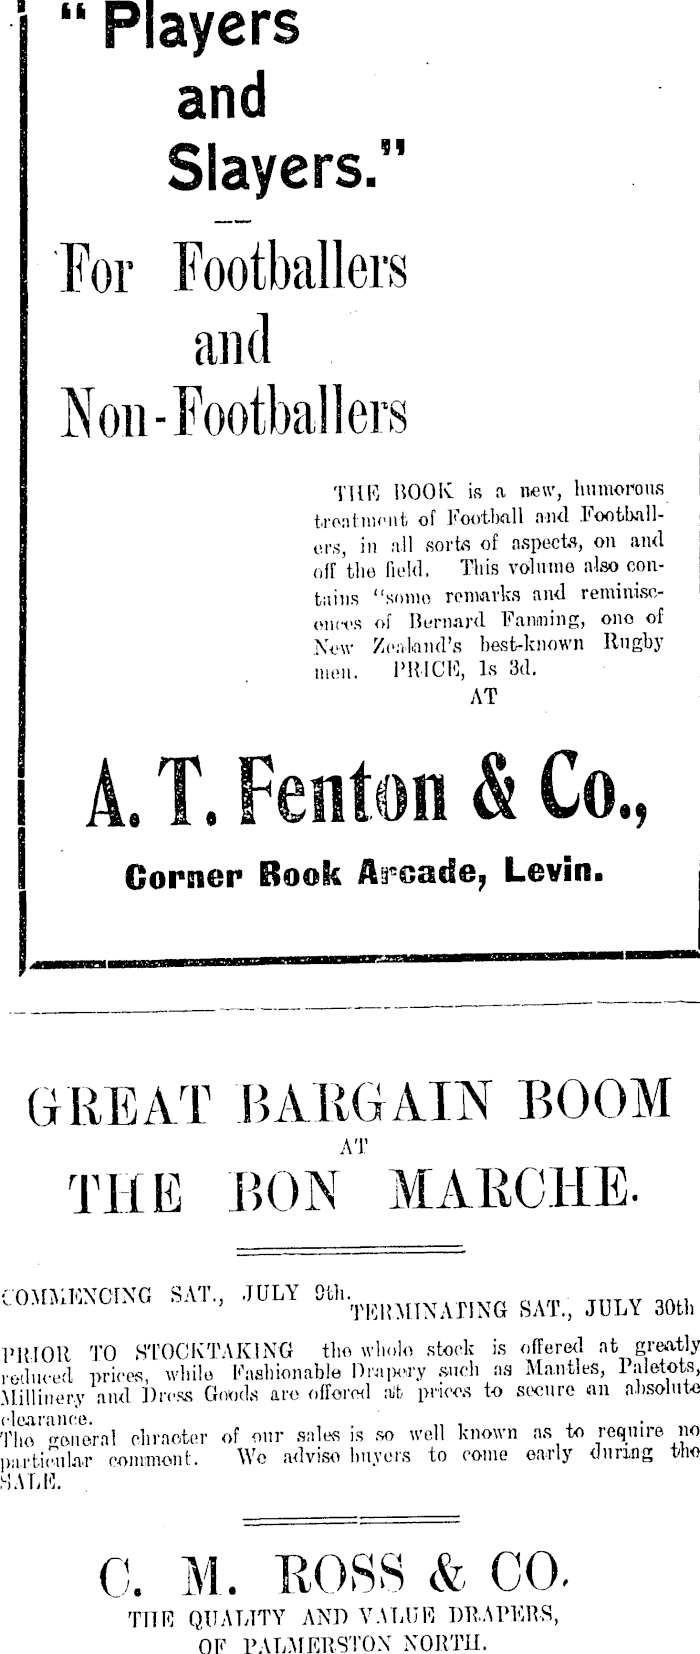 " Players
and
Slayers."
For Footballers
and
Non-Footballers
THE BOOK is a new, humorous
treatment of Football and Football-
ers, in all sorts of aspects, on and
off the field. This volume also con-
tains "some remarks and reminisc-
ences of Bernard Fanning, one of
New Zealand's best-known Rugby
men. PRICE, 1s 3d.
AT
A. T. Fenton & Co.,
Corner Book Arcade, Levin.
GREAT BARGAIN BOOM
AT
THE BON MARCHE.
COMMENCING SAT., JULY 9th.
TERMINATING SAT., JULY 30th
PRIOR TO STOCKTAKING the whole stock is offered at greatly
reduced prices, while Fashionable Drapery such as Mantles, Paletots,
Millinery and Dress Goods are offered at prices to secure an absolute
clearance.
The general chracter of our sales is so well known as to require no
particular comment. We advise buyers to come early during the
SALE.
C. M. ROSS & CO.
THE QUALITY AND VALUE DRAPERS,
OF PALMERSTON NORTH.